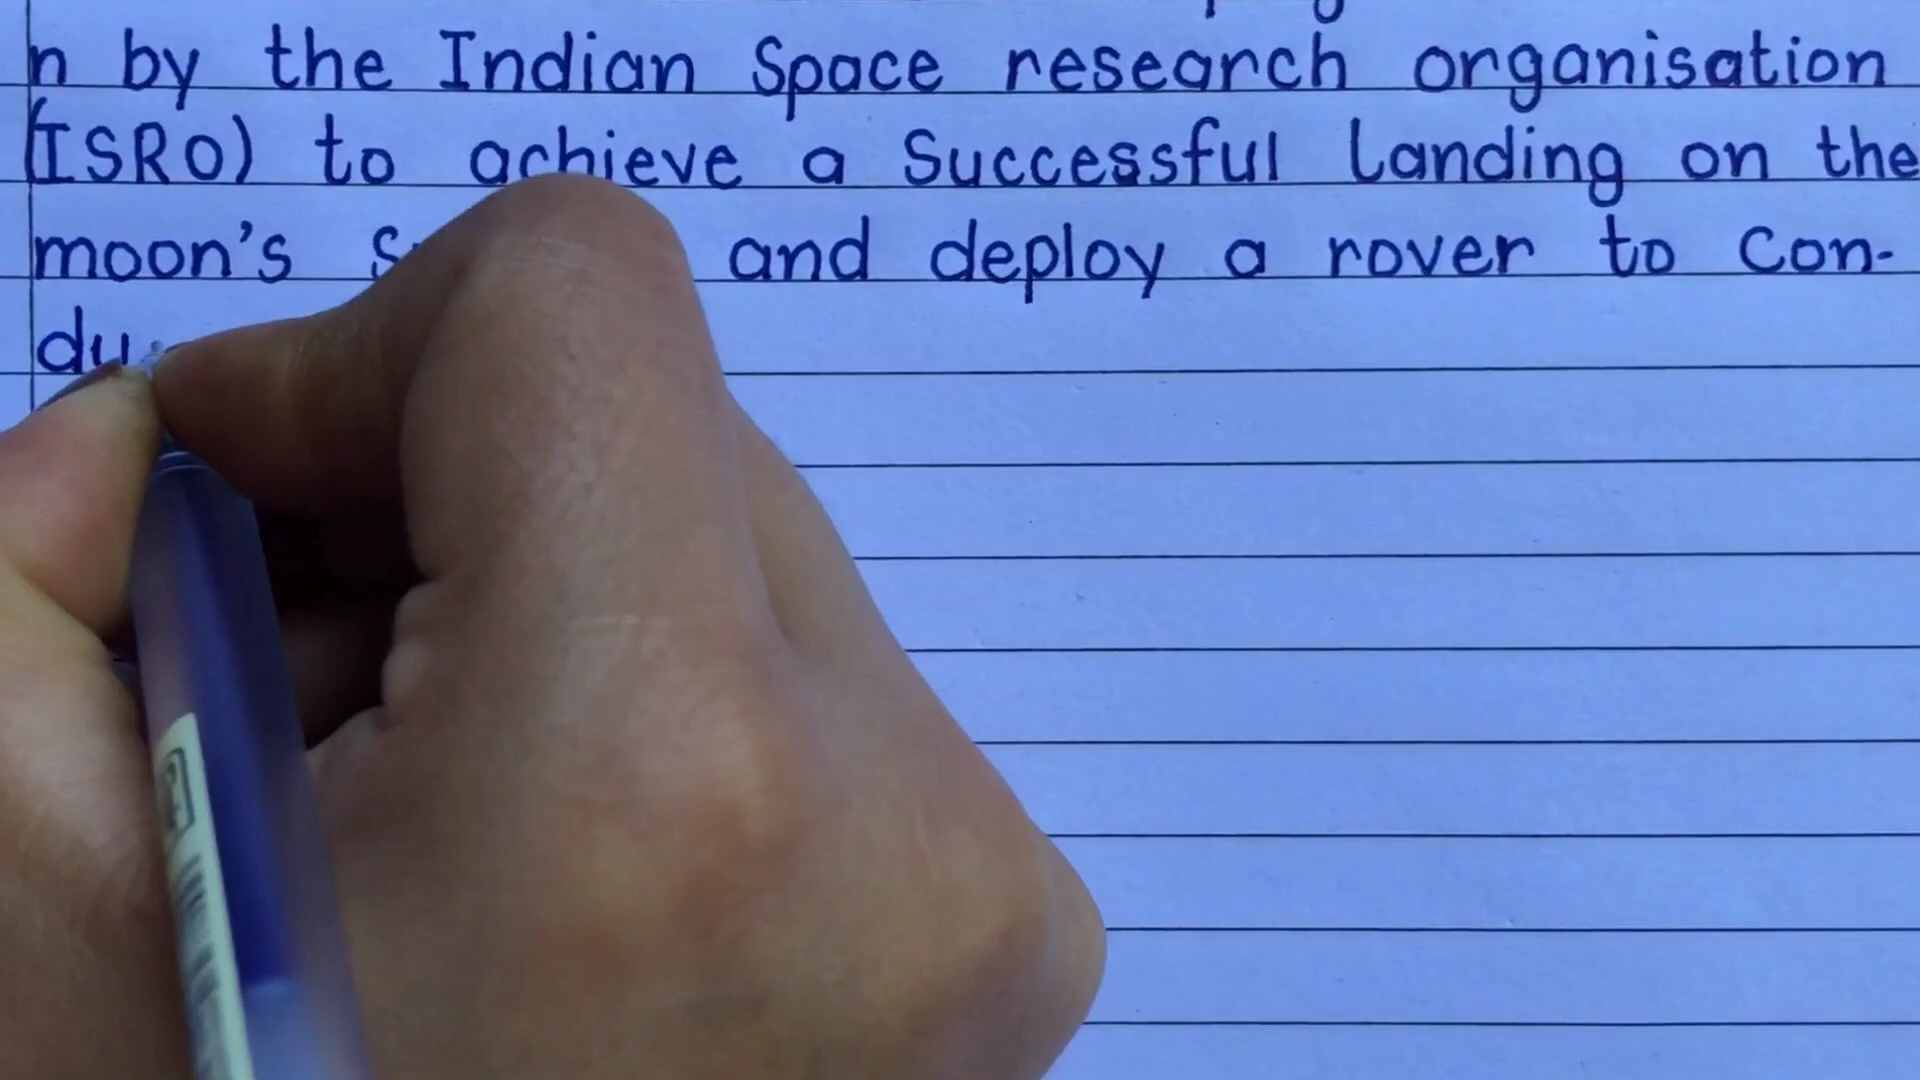 n by the Indian Space research organisation
(ISRO) to achieve a Successful landing on the
moon's and deploy a rover to Con-
du